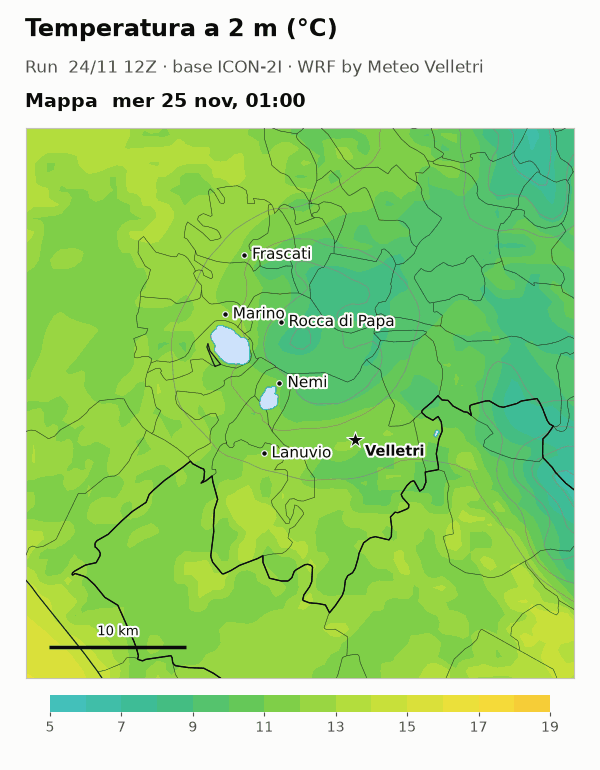 Temperatura a 2 m (°C)
Run  24/11 12Z · base ICON-2I · WRF by Meteo Velletri
Mappa  mer 25 nov, 01:00
Frascati
Marino
Rocca di Papa
Nemi
Velletri
Lanuvio
10 km
5 7 9 11 13 15 17 19